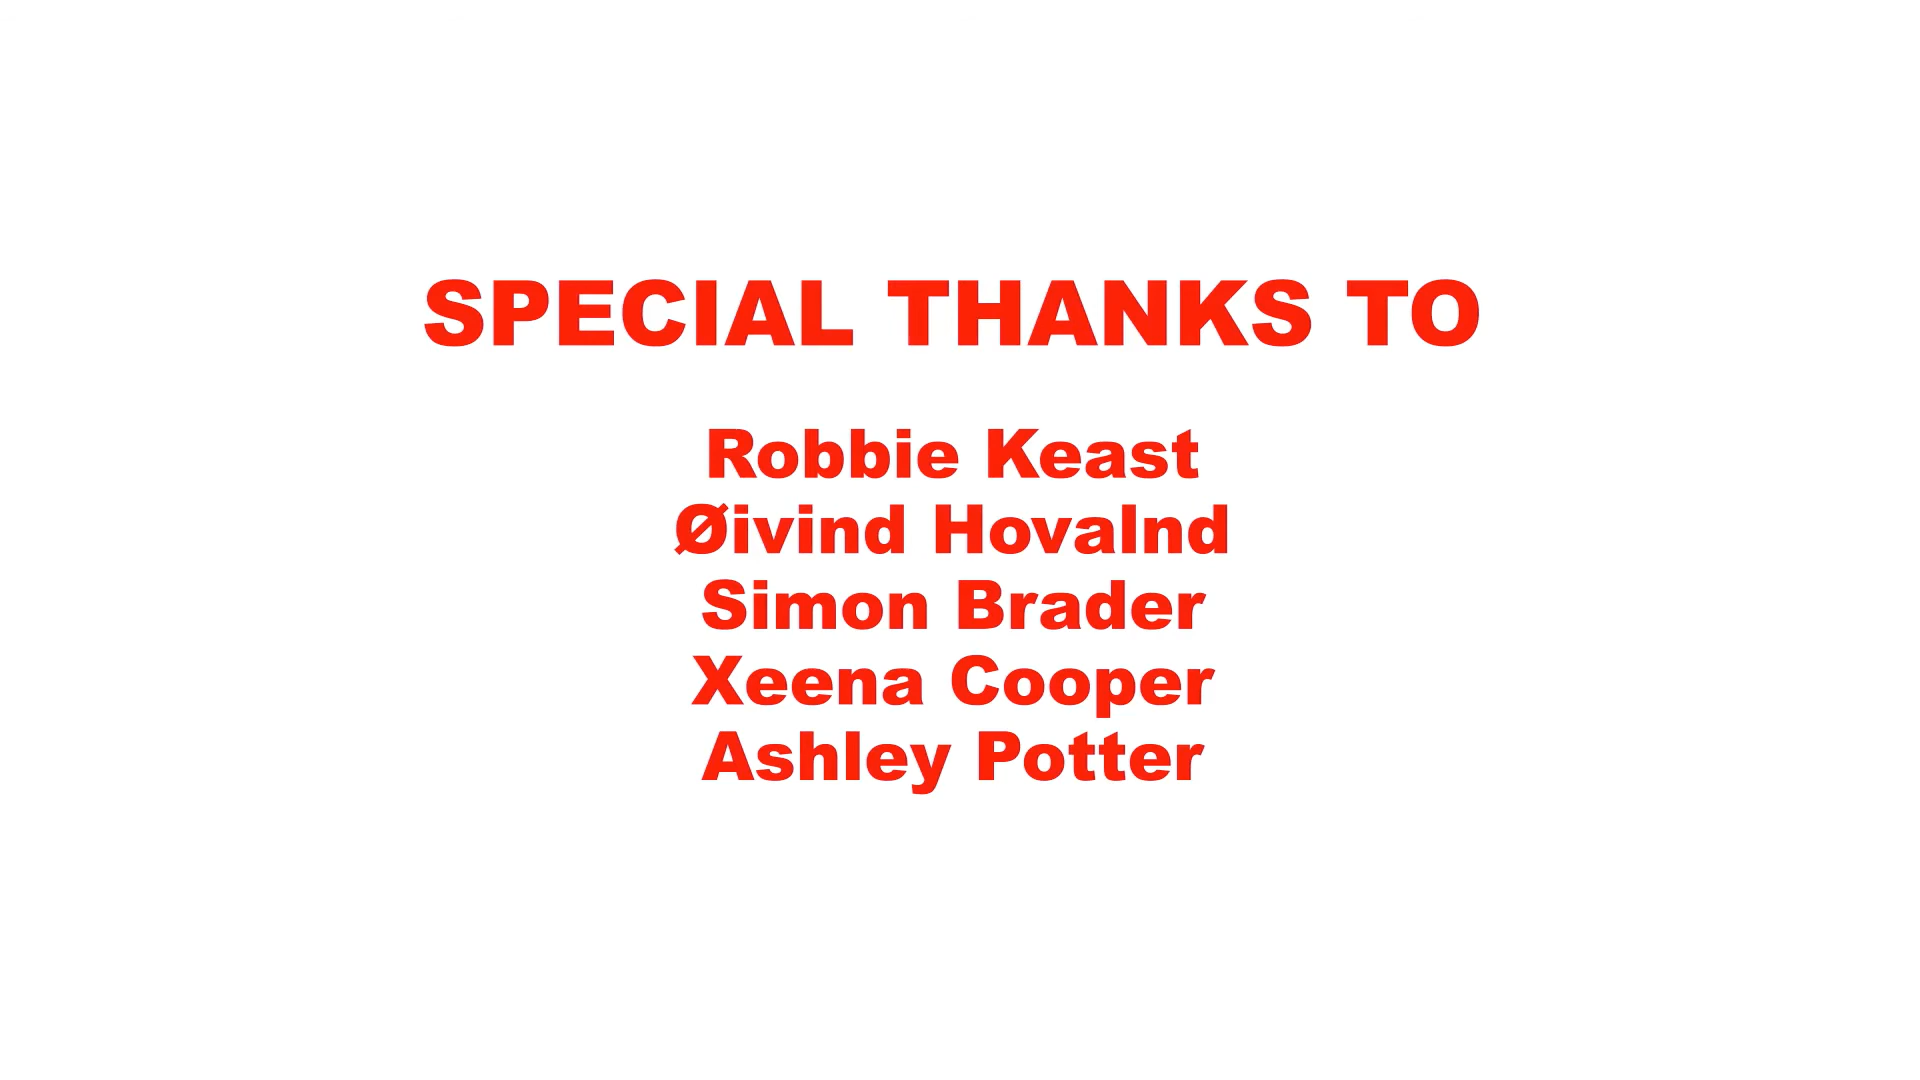 SPECIAL THANKS TO
Robbie Keast
Øivind Hovalnd
Simon Brader
Xeena Cooper
Ashley Potter